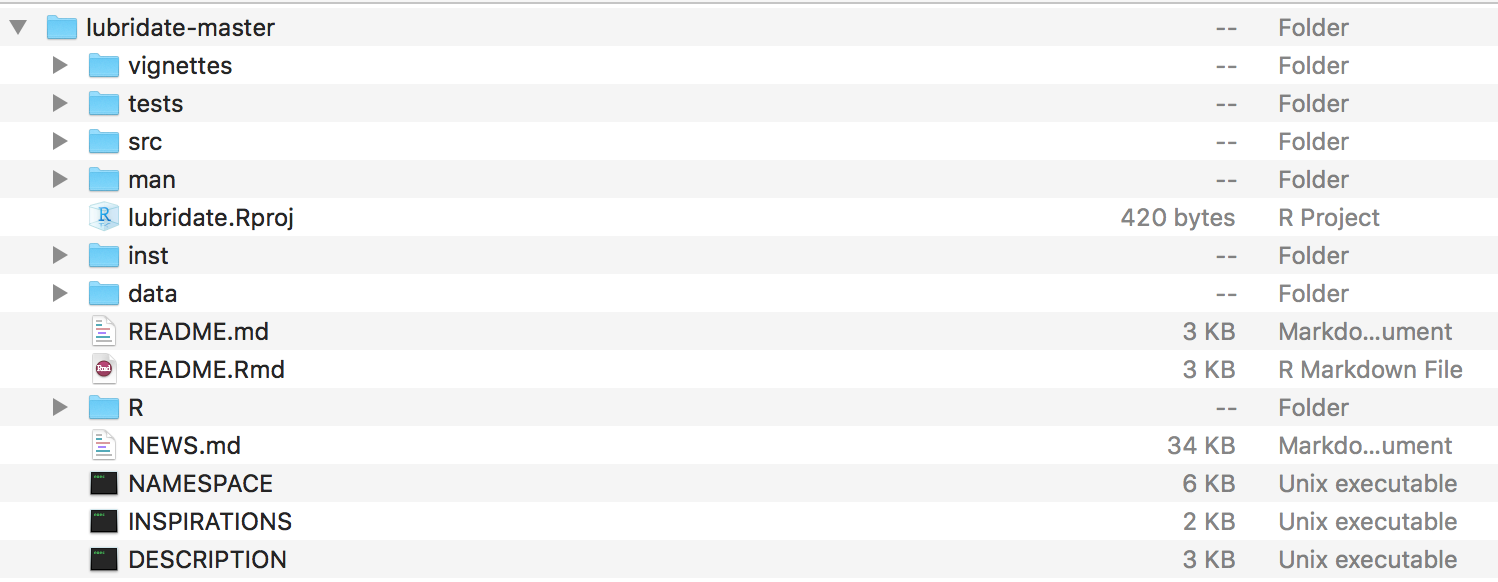 lubridate-master -- Folder
vignettes -- Folder
tests -- Folder
src -- Folder
man -- Folder
lubridate.Rproj 420 bytes R Project
inst -- Folder
data -- Folder
README.md 3 KB Markdo...ument
README.Rmd 3 KB R Markdown File
R -- Folder
NEWS.md 34 KB Markdo...ument
NAMESPACE 6 KB Unix executable
INSPIRATIONS 2 KB Unix executable
DESCRIPTION 3 KB Unix executable